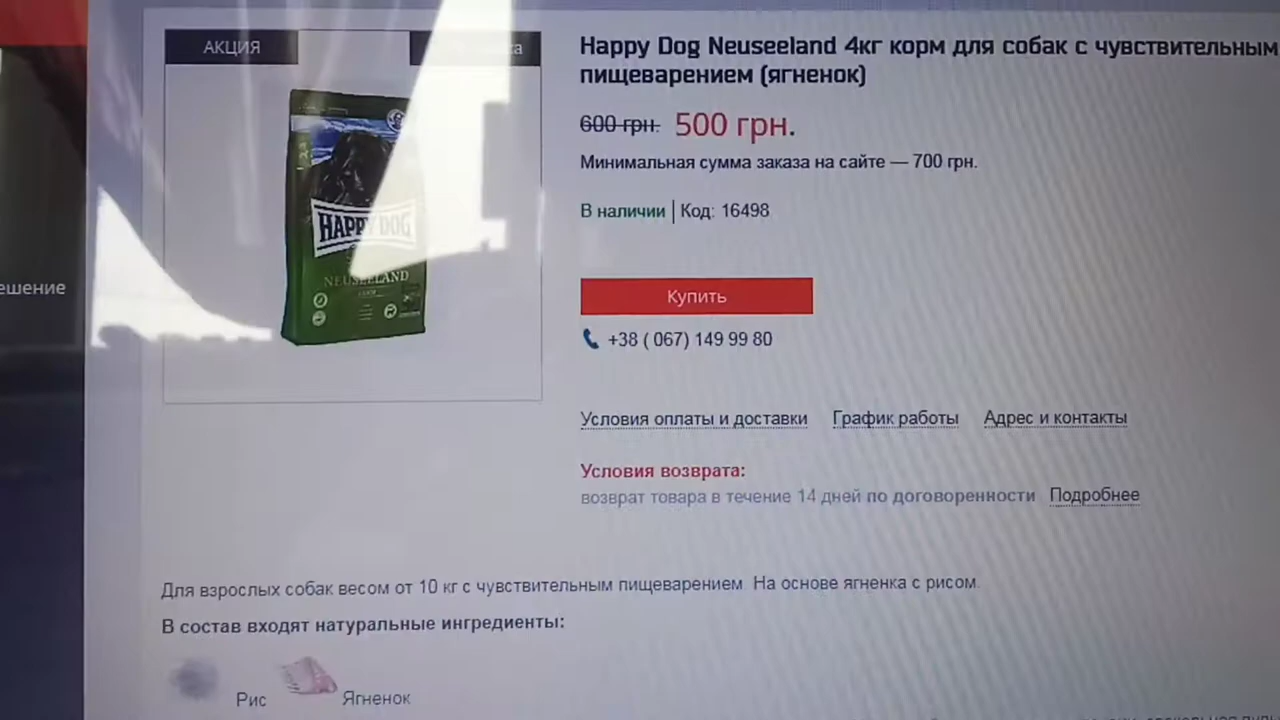 АКЦИЯ
Happy Dog Neuseeland 4кг корм для собак с чувствительным
пищеварением (ягненок)
600 грн. 500 грн.
Минимальная сумма заказа на сайте — 700 грн.
В наличии | Код: 16498
HAPPY DOG
NEUSEELAND
ешение
Купить
+38 ( 067) 149 99 80
Условия оплаты и доставки График работы Адрес и контакты
Условия возврата:
возврат товара в течение 14 дней по договоренности Подробнее
Для взрослых собак весом от 10 кг с чувствительным пищеварением. На основе ягненка с рисом.
В состав входят натуральные ингредиенты:
Рис Ягненок